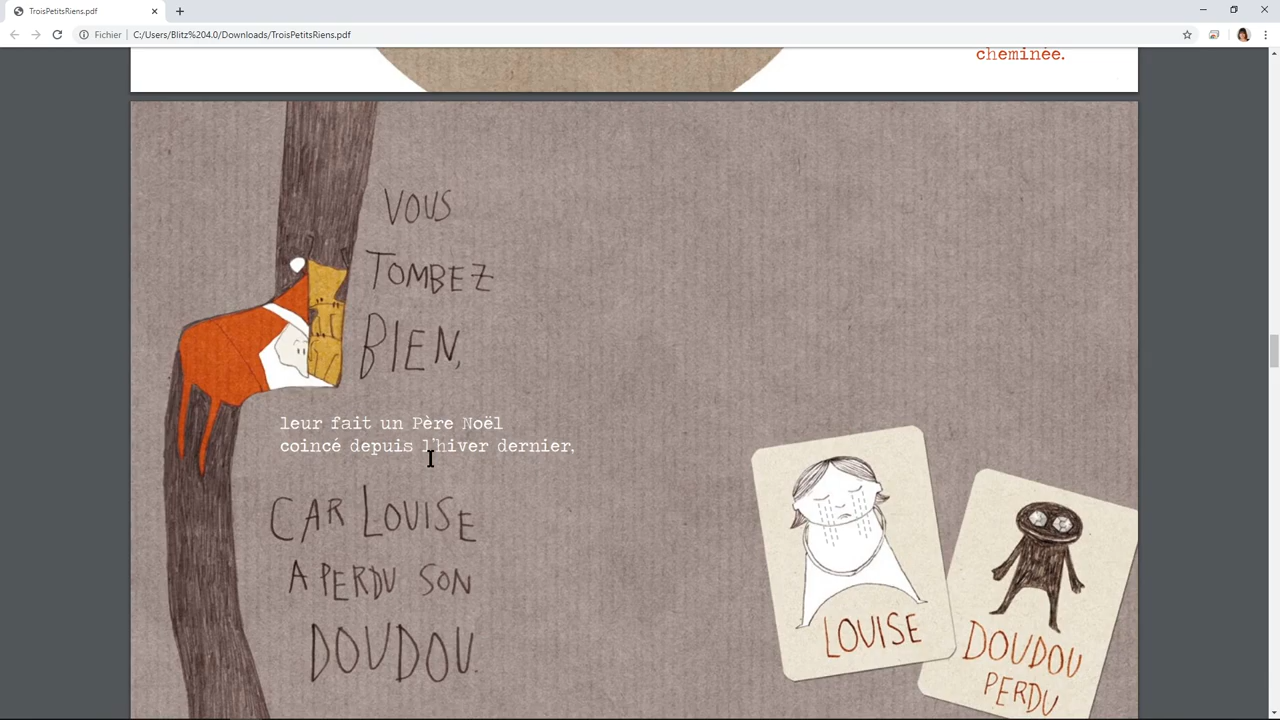 TroisPetitsRiens.pdf
Fichier
C:/Users/Blitz%204.0/Downloads/TroisPetitsRiens.pdf
cheminée.
VOUS
TOMBEZ
BIEN,
leur fait un Père Noël
coincé depuis l'hiver dernier,
CAR LOUISE
A PERDU SON
DOUDOU.
LOUISE
DOUDOU
PERDU